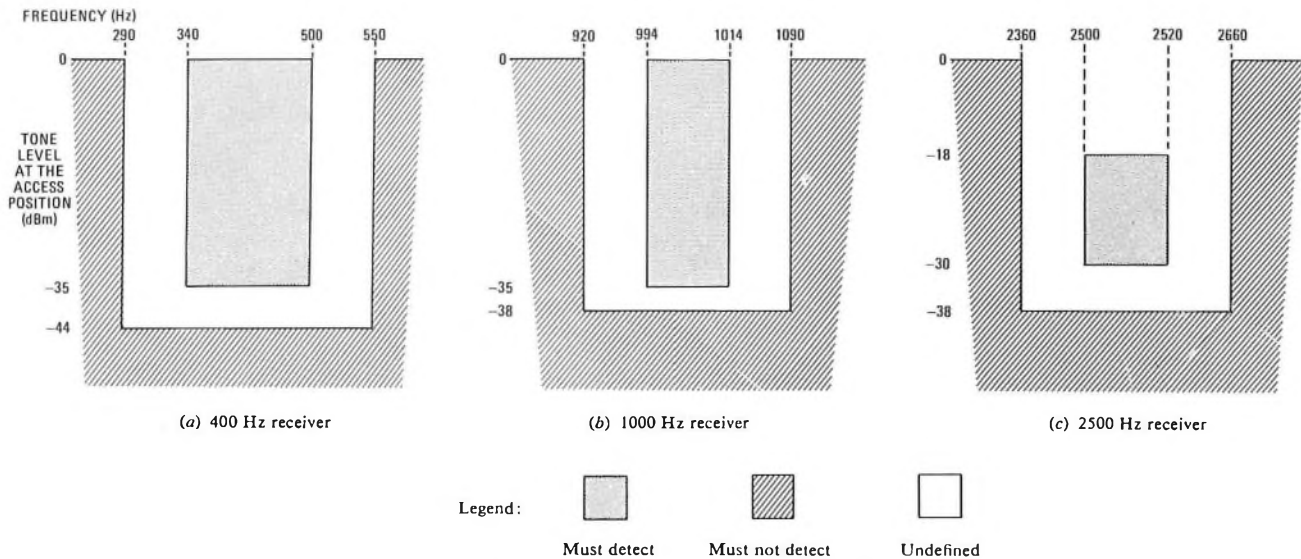 FREQUENCY (Hz)
290 340 500 550
920 994 1014 1090
2360 2500 2520 2660
0
0
0
TONE
LEVEL
AT THE
ACCESS
POSITION
(dBm)
-35
-44
-35
-38
-18
-30
-38
(a) 400 Hz receiver
(b) 1000 Hz receiver
(c) 2500 Hz receiver
Legend:
Must detect
Must not detect
Undefined